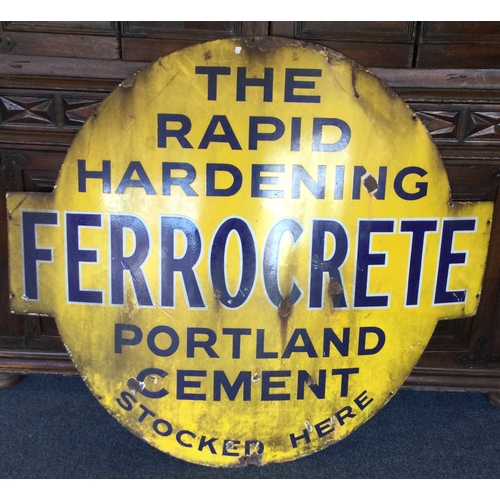 THE
RAPID
HARDENING
FERROCRETE
PORTLAND
CEMENT
STOCKED HERE